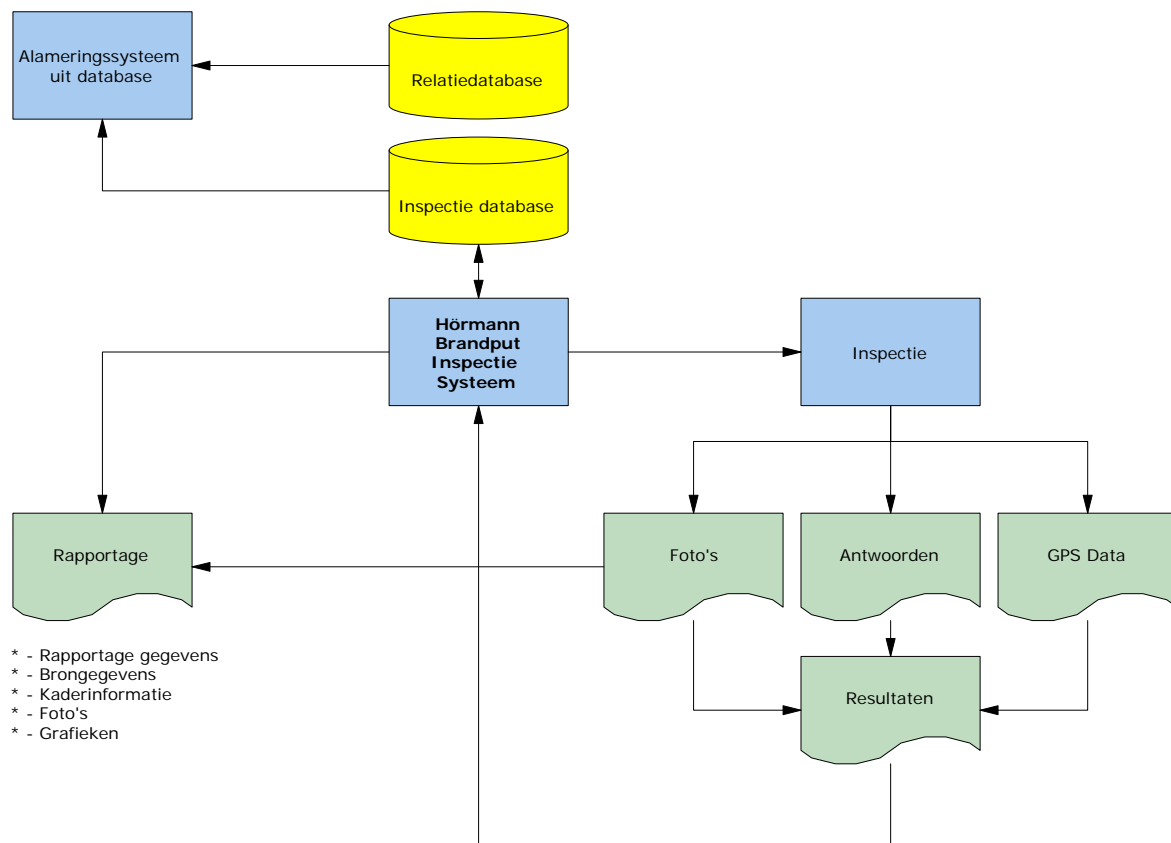 Alameringssysteem
uit database
Relatiedatabase
Inspectie database
Hörmann
Brandput
Inspectie
Systeem
Inspectie
Rapportage
Foto's
Antwoorden
GPS Data
* - Rapportage gegevens
* - Brongegevens
* - Kaderinformatie
* - Foto's
* - Grafieken
Resultaten